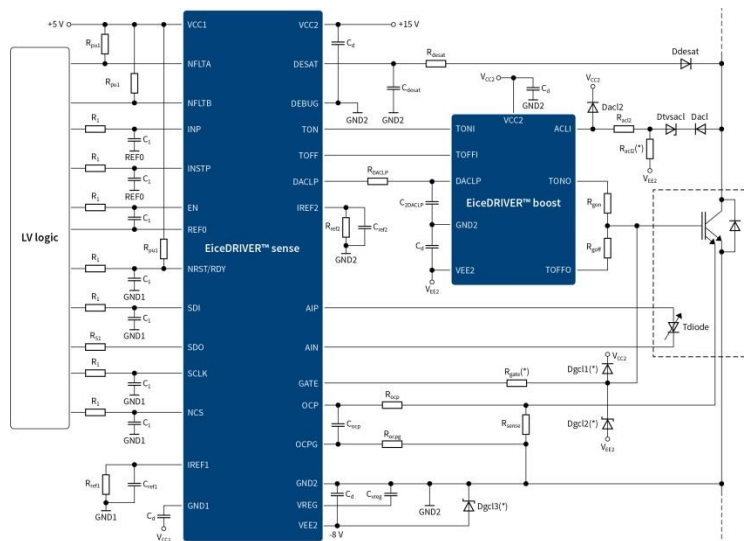 +5 V
VCC1
VCC2
+15 V
Rpu1
Cd
Rdesat
Ddesat
NFLTA
DESAT
Rpu1
Cdesat
VCC2
Cd
GND2
VCC2
Dacl2
NFLTB
DEBUG
GND2
VCC2
Dtvsacl
Dacl
R1
INP
TON
TONI
ACLI
Racl2
C1
REF0
Racl2(*)
TOFF
TOFFI
VEE2
R1
INSTP
C1
REF0
DACLP
RDACLP
DACLP
TONO
Rgon
R1
EN
C1
C2DACLP
EiceDRIVER™ boost
IREF2
REF0
Rref2
Cref2
GND2
GND2
LV logic
EiceDRIVER™ sense
Rpu1
Cd
Rgoff
R1
NRST/RDY
VEE2
TOFFO
C1
GND1
VEE2
R1
SDI
AIP
C1
GND1
Tdiode
RS1
SDO
AIN
R1
SCLK
GATE
Rgate(*)
Dgcl1(*)
VCC2
C1
GND1
OCP
Rocp
R1
NCS
Cocp
Rsense
Dgcl2(*)
C1
GND1
OCPG
Rocpg
VEE2
IREF1
GND2
Rref1
Cref1
Cd
Cvreg
GND1
GND1
VREG
GND2
Dgcl3(*)
Cd
VCC1
VEE2
-8 V